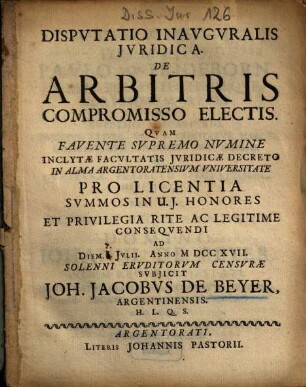 Diss. Jur 126
DISPVTATIO INAVGVRALIS
JVRIDICA.
DE
ARBITRIS
COMPROMISSO ELECTIS.
QVAM
FAVENTE SVPREMO NVMINE
INCLYTÆ FACVLTATIS JVRIDICÆ DECRETO
IN ALMA ARGENTORATENSIVM VNIVERSITATE
PRO LICENTIA
SVMMOS IN U.J. HONORES
ET PRIVILEGIA RITE AC LEGITIME
CONSEQVENDI
AD
DIEM. JVLII. ANNO M DCC XVII.
SOLENNI ERVDITORVM CENSVRÆ
SVBJICIT
JOH. JACOBVS DE BEYER,
ARGENTINENSIS.
H. L. Q. S.
ARGENTORATI,
LITERIS JOHANNIS PASTORII.